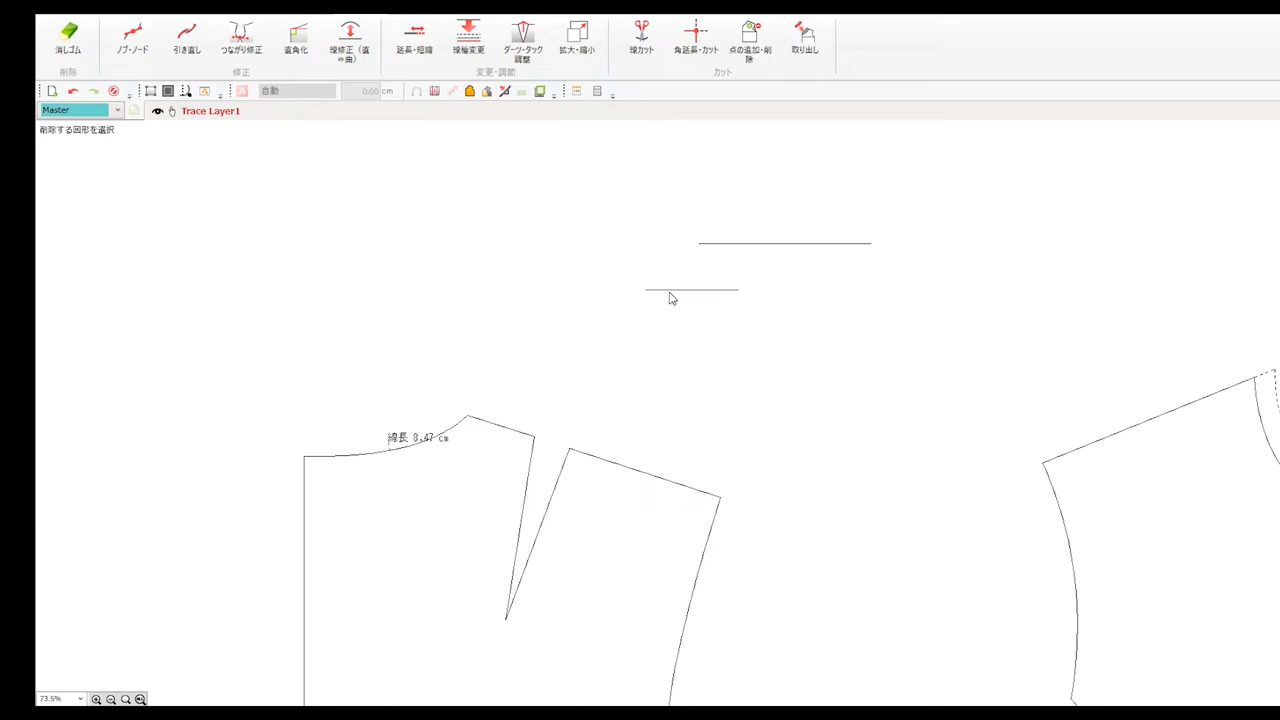 消しゴム ノブ・ノード 引き直し つながり修正 直角化 線修正（直⇔曲） 延長・短縮 線種変更 ダーツ・タック調整 拡大・縮小 線カット 角延長・カット 点の追加・削除 取り出し
削除 修正 変更・調節 カット
自動 0.00 cm
Master Trace Layer1
削除する図形を選択
線長 8.47 cm
73.5%